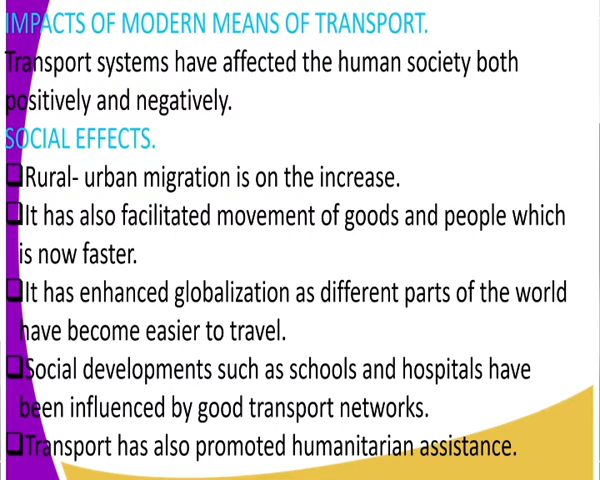 IMPACTS OF MODERN MEANS OF TRANSPORT.
Transport systems have affected the human society both
positively and negatively.
SOCIAL EFFECTS.
❑Rural- urban migration is on the increase.
❑It has also facilitated movement of goods and people which
is now faster.
❑It has enhanced globalization as different parts of the world
have become easier to travel.
❑Social developments such as schools and hospitals have
been influenced by good transport networks.
❑Transport has also promoted humanitarian assistance.